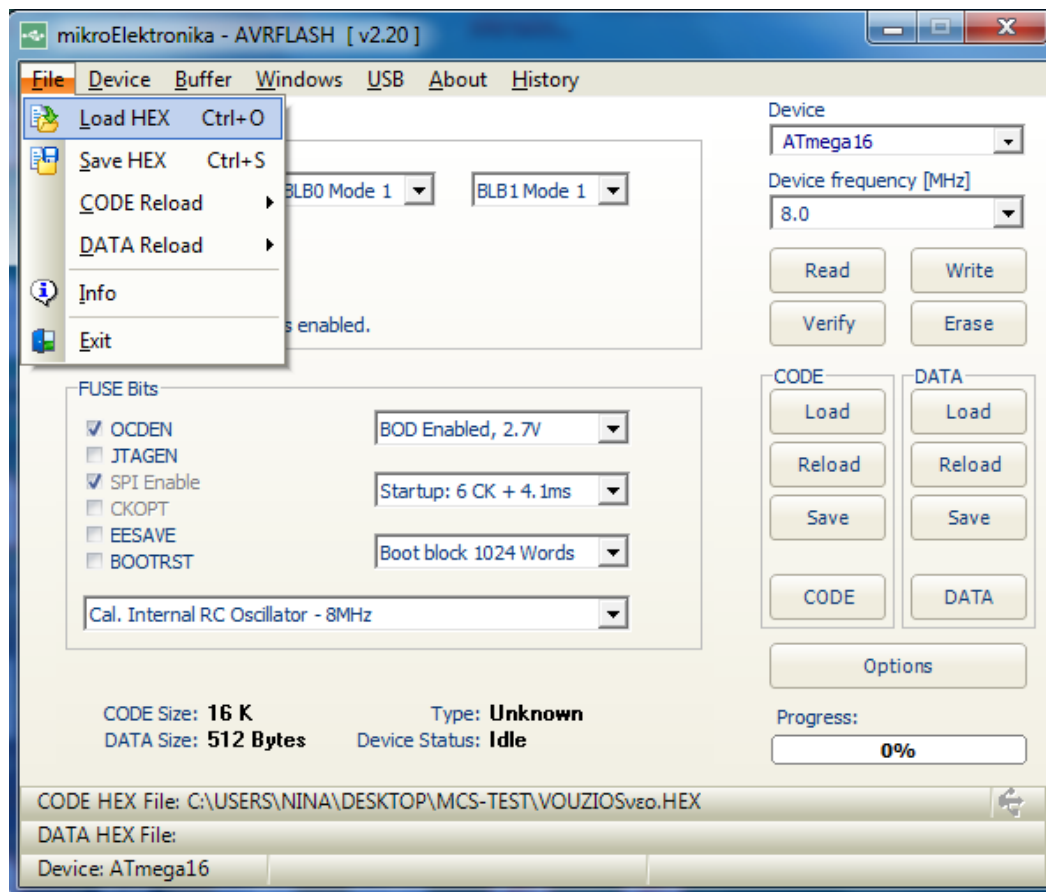 mikroElektronika - AVRFLASH [ v2.20 ]
File Device Buffer Windows USB About History
Load HEX Ctrl+O
Save HEX Ctrl+S
CODE Reload
DATA Reload
Info
Exit
BLB0 Mode 1
BLB1 Mode 1
s enabled.
Device
ATmega16
Device frequency [MHz]
8.0
Read Write
Verify Erase
FUSE Bits
OCDEN
JTAGEN
SPI Enable
CKOPT
EESAVE
BOOTRST
BOD Enabled, 2.7V
Startup: 6 CK + 4.1ms
Boot block 1024 Words
Cal. Internal RC Oscillator - 8MHz
CODE DATA
Load Load
Reload Reload
Save Save
CODE DATA
Options
CODE Size: 16 K Type: Unknown
DATA Size: 512 Bytes Device Status: Idle
Progress:
0%
CODE HEX File: C:\USERS\NINA\DESKTOP\MCS-TEST\VOUZIOSνεο.HEX
DATA HEX File:
Device: ATmega16